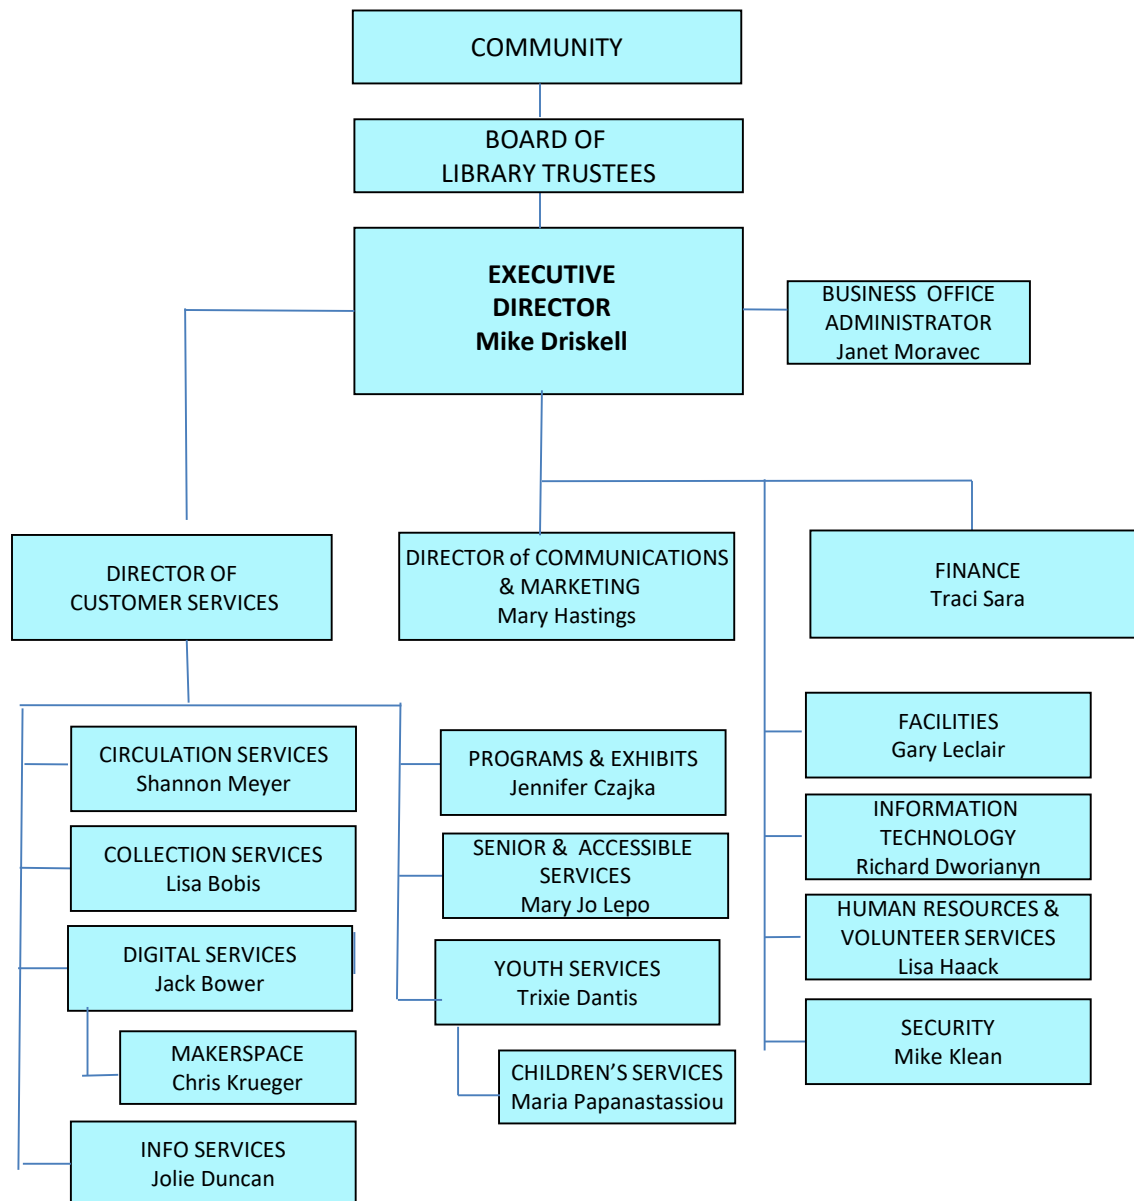 COMMUNITY
BOARD OF
LIBRARY TRUSTEES
EXECUTIVE
DIRECTOR
Mike Driskell
BUSINESS OFFICE
ADMINISTRATOR
Janet Moravec
DIRECTOR OF
CUSTOMER SERVICES
DIRECTOR of COMMUNICATIONS
& MARKETING
Mary Hastings
FINANCE
Traci Sara
CIRCULATION SERVICES
Shannon Meyer
COLLECTION SERVICES
Lisa Bobis
DIGITAL SERVICES
Jack Bower
MAKERSPACE
Chris Krueger
INFO SERVICES
Jolie Duncan
PROGRAMS & EXHIBITS
Jennifer Czajka
SENIOR & ACCESSIBLE
SERVICES
Mary Jo Lepo
YOUTH SERVICES
Trixie Dantis
CHILDREN’S SERVICES
Maria Papanastassiou
FACILITIES
Gary Leclair
INFORMATION
TECHNOLOGY
Richard Dworianyn
HUMAN RESOURCES &
VOLUNTEER SERVICES
Lisa Haack
SECURITY
Mike Klean